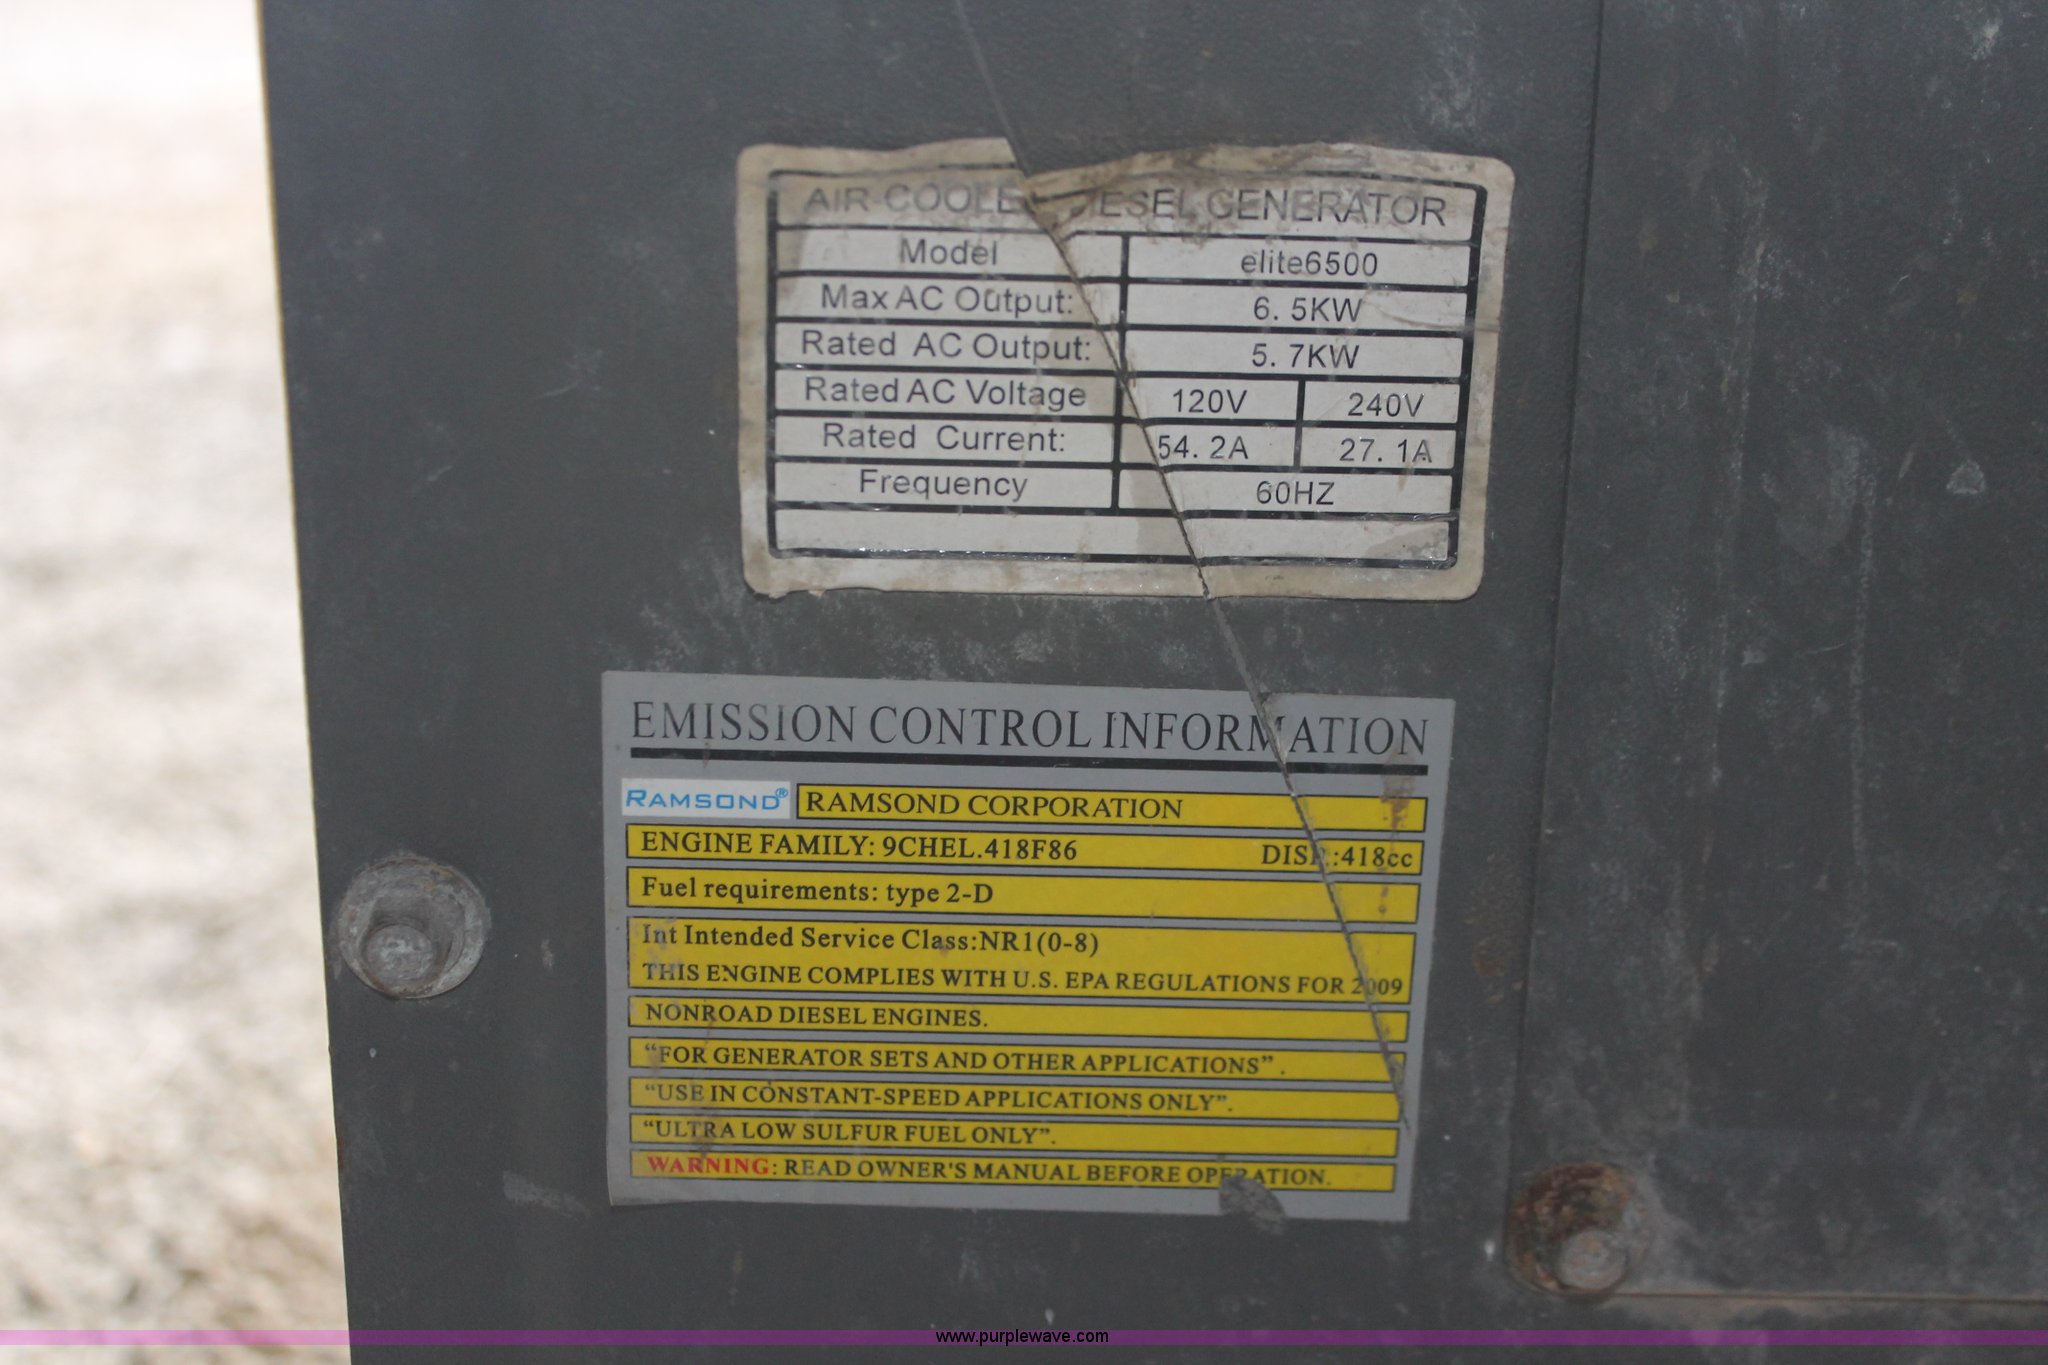 AIR-COOLED DIESEL GENERATOR
Model elite6500
Max AC Output: 6.5KW
Rated AC Output: 5.7KW
Rated AC Voltage 120V 240V
Rated Current: 54.2A 27.1A
Frequency 60HZ
EMISSION CONTROL INFORMATION
RAMSOND® RAMSOND CORPORATION
ENGINE FAMILY: 9CHEL.418F86 DISP.:418cc
Fuel requirements: type 2-D
Int Intended Service Class:NR1(0-8)
THIS ENGINE COMPLIES WITH U.S. EPA REGULATIONS FOR 2009
NONROAD DIESEL ENGINES.
“FOR GENERATOR SETS AND OTHER APPLICATIONS”.
“USE IN CONSTANT-SPEED APPLICATIONS ONLY”.
“ULTRA LOW SULFUR FUEL ONLY”.
WARNING: READ OWNER'S MANUAL BEFORE OPERATION.
www.purplewave.com